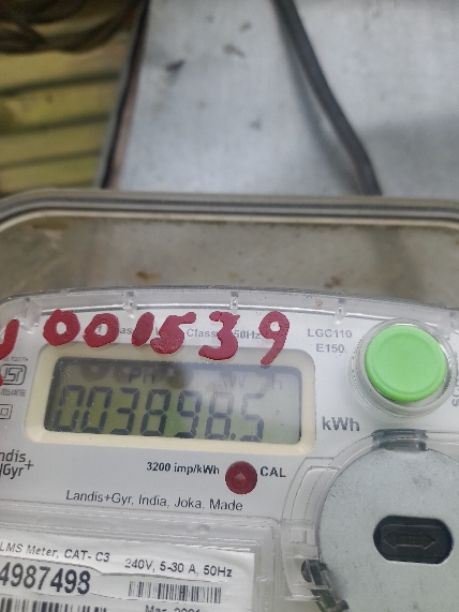 001539
Class
50Hz
LGC110
E150
003898.5
kWh
3200 imp/kWh
CAL
Gyr+
Landis+Gyr, India, Joka. Made
LMS Meter, CAT- C3
240V, 5-30 A, 50Hz
4987498